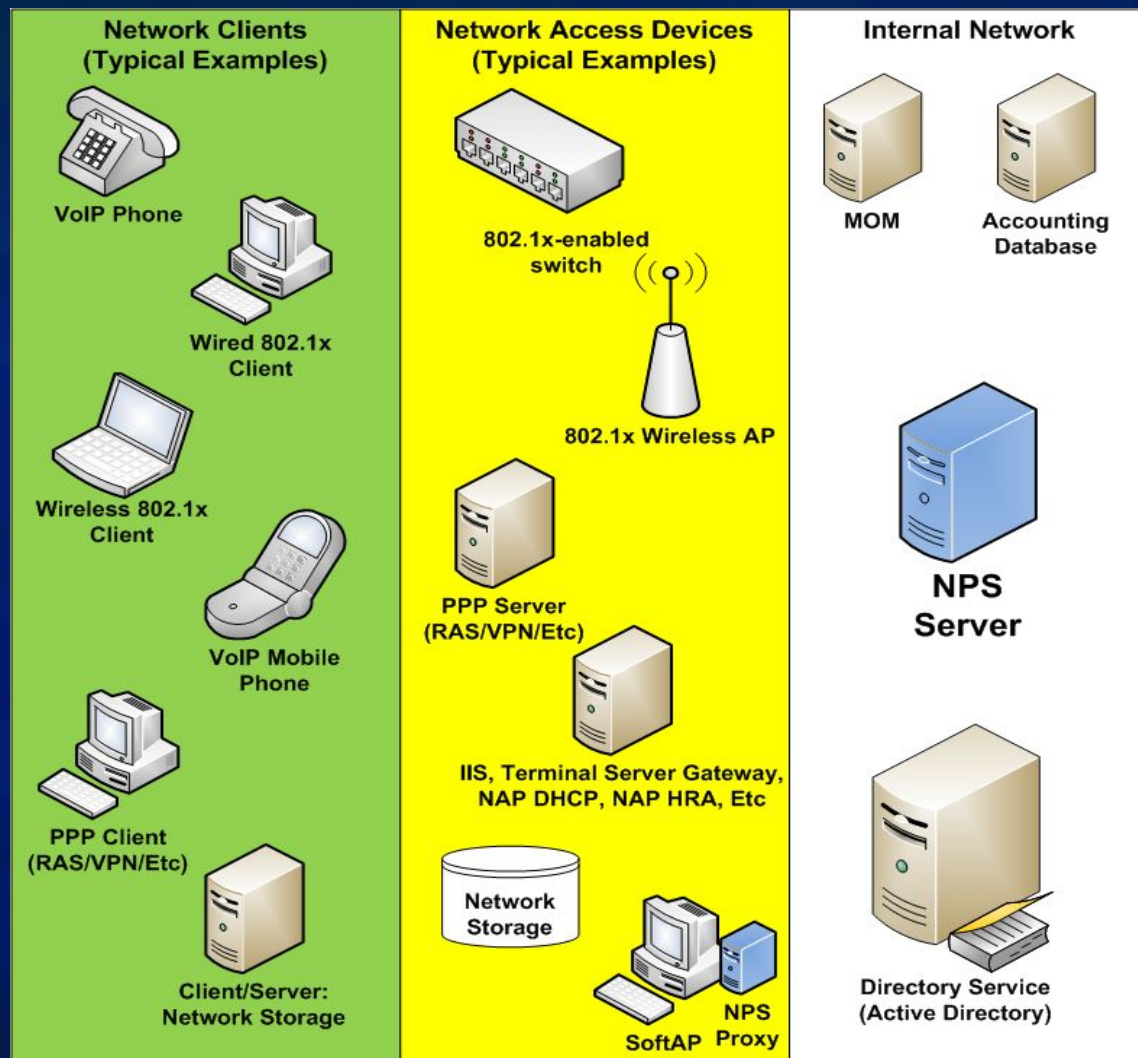 Network Clients
(Typical Examples)
VoIP Phone
Wired 802.1x
Client
Wireless 802.1x
Client
VoIP Mobile
Phone
PPP Client
(RAS/VPN/Etc)
Client/Server:
Network Storage
Network Access Devices
(Typical Examples)
802.1x-enabled
switch
802.1x Wireless AP
PPP Server
(RAS/VPN/Etc)
IIS, Terminal Server Gateway,
NAP DHCP, NAP HRA, Etc
Network
Storage
SoftAP
NPS
Proxy
Internal Network
MOM
Accounting
Database
NPS
Server
Directory Service
(Active Directory)